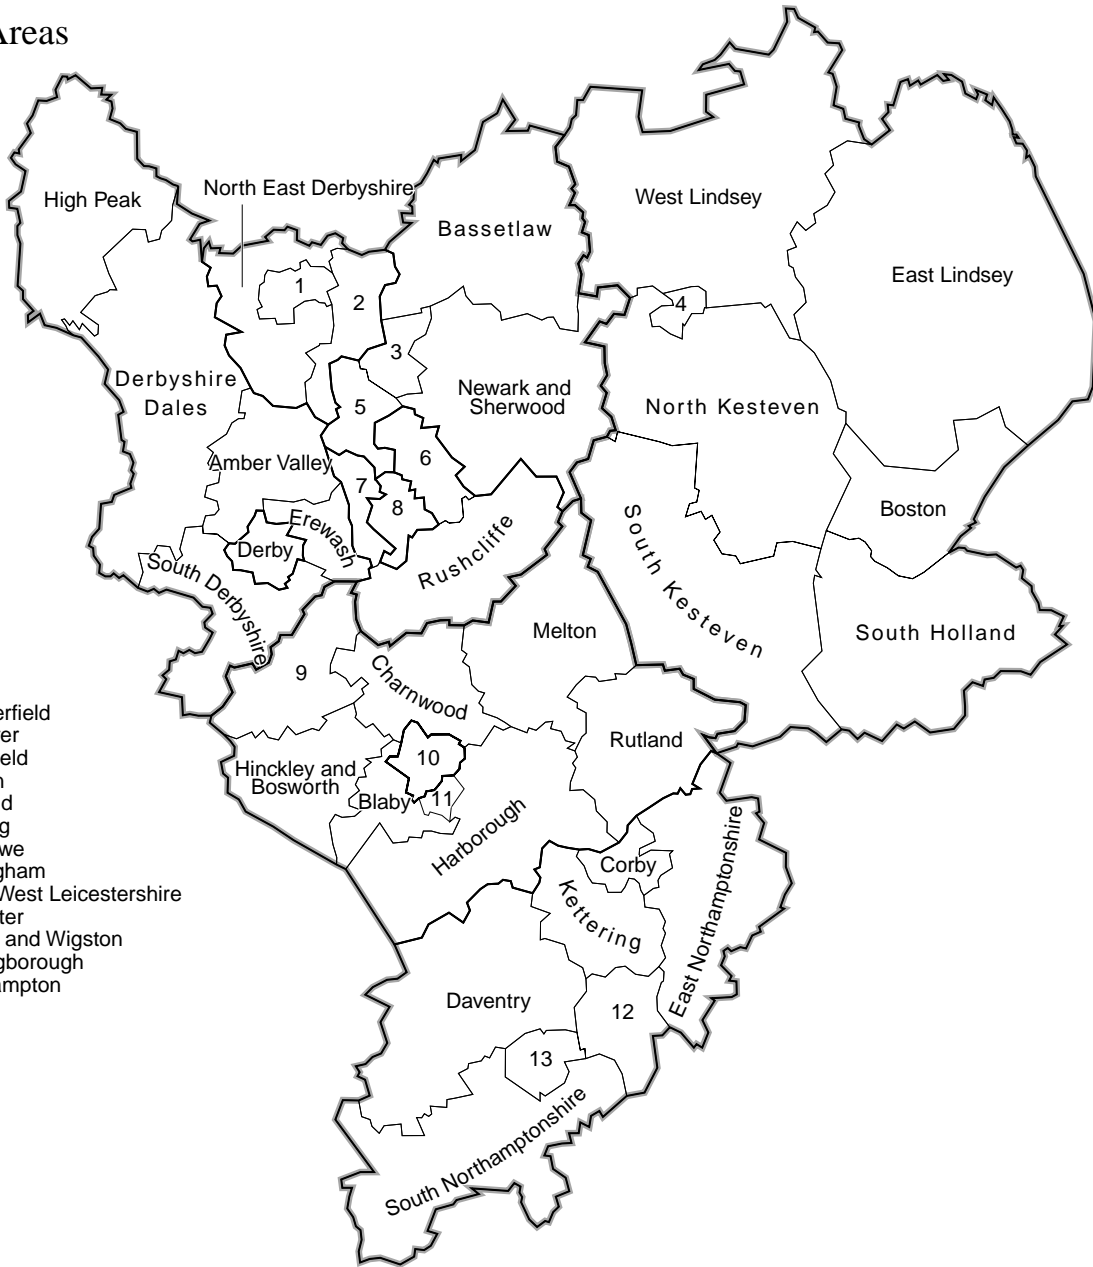 Areas
High Peak
North East Derbyshire
Bassetlaw
West Lindsey
East Lindsey
1
2
3
4
Derbyshire
Dales
5
Newark and
Sherwood
North Kesteven
Amber Valley
6
7
8
Erewash
Derby
Boston
South Derbyshire
Rushcliffe
South Kesteven
South Holland
Melton
9
Charnwood
Rutland
10
Hinckley and
Bosworth
Blaby
11
Harborough
Corby
Kettering
East Northamptonshire
Daventry
12
13
South Northamptonshire
erfield
er
ield
n
d
g
we
gham
West Leicestershire
ter
and Wigston
gborough
ampton